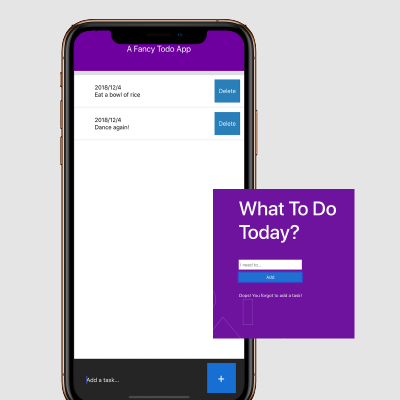 A Fancy Todo App
2018/12/4
Eat a bowl of rice
Delete
2018/12/4
Dance again!
Delete
What To Do
Today?
I need to...
Add
Oops! You forgot to add a task!
Add a task...
+